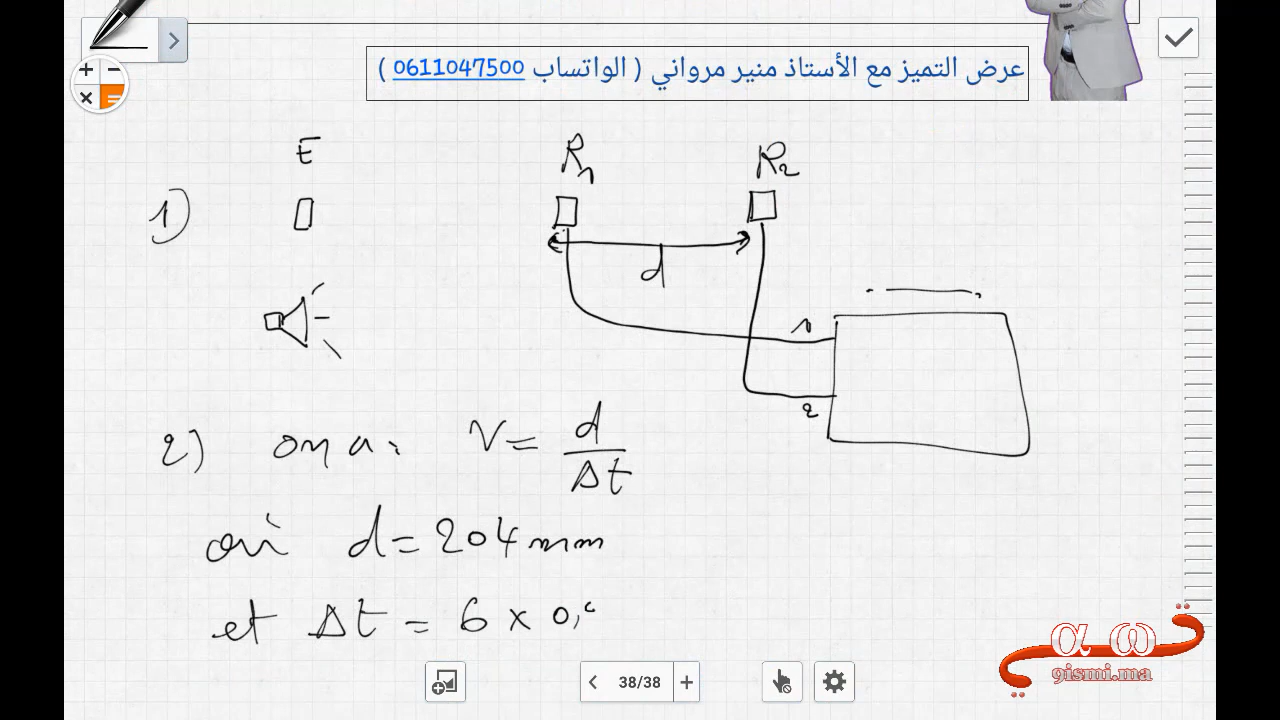 عرض التميز مع الأستاذ منير مرواني ( الواتساب 0611047500 )
E
R1
R2
1)
d
1
2
2) on a: V = d/Δt
où d = 204 mm
et Δt = 6 x 0,
38/38
α ω
gismi.ma